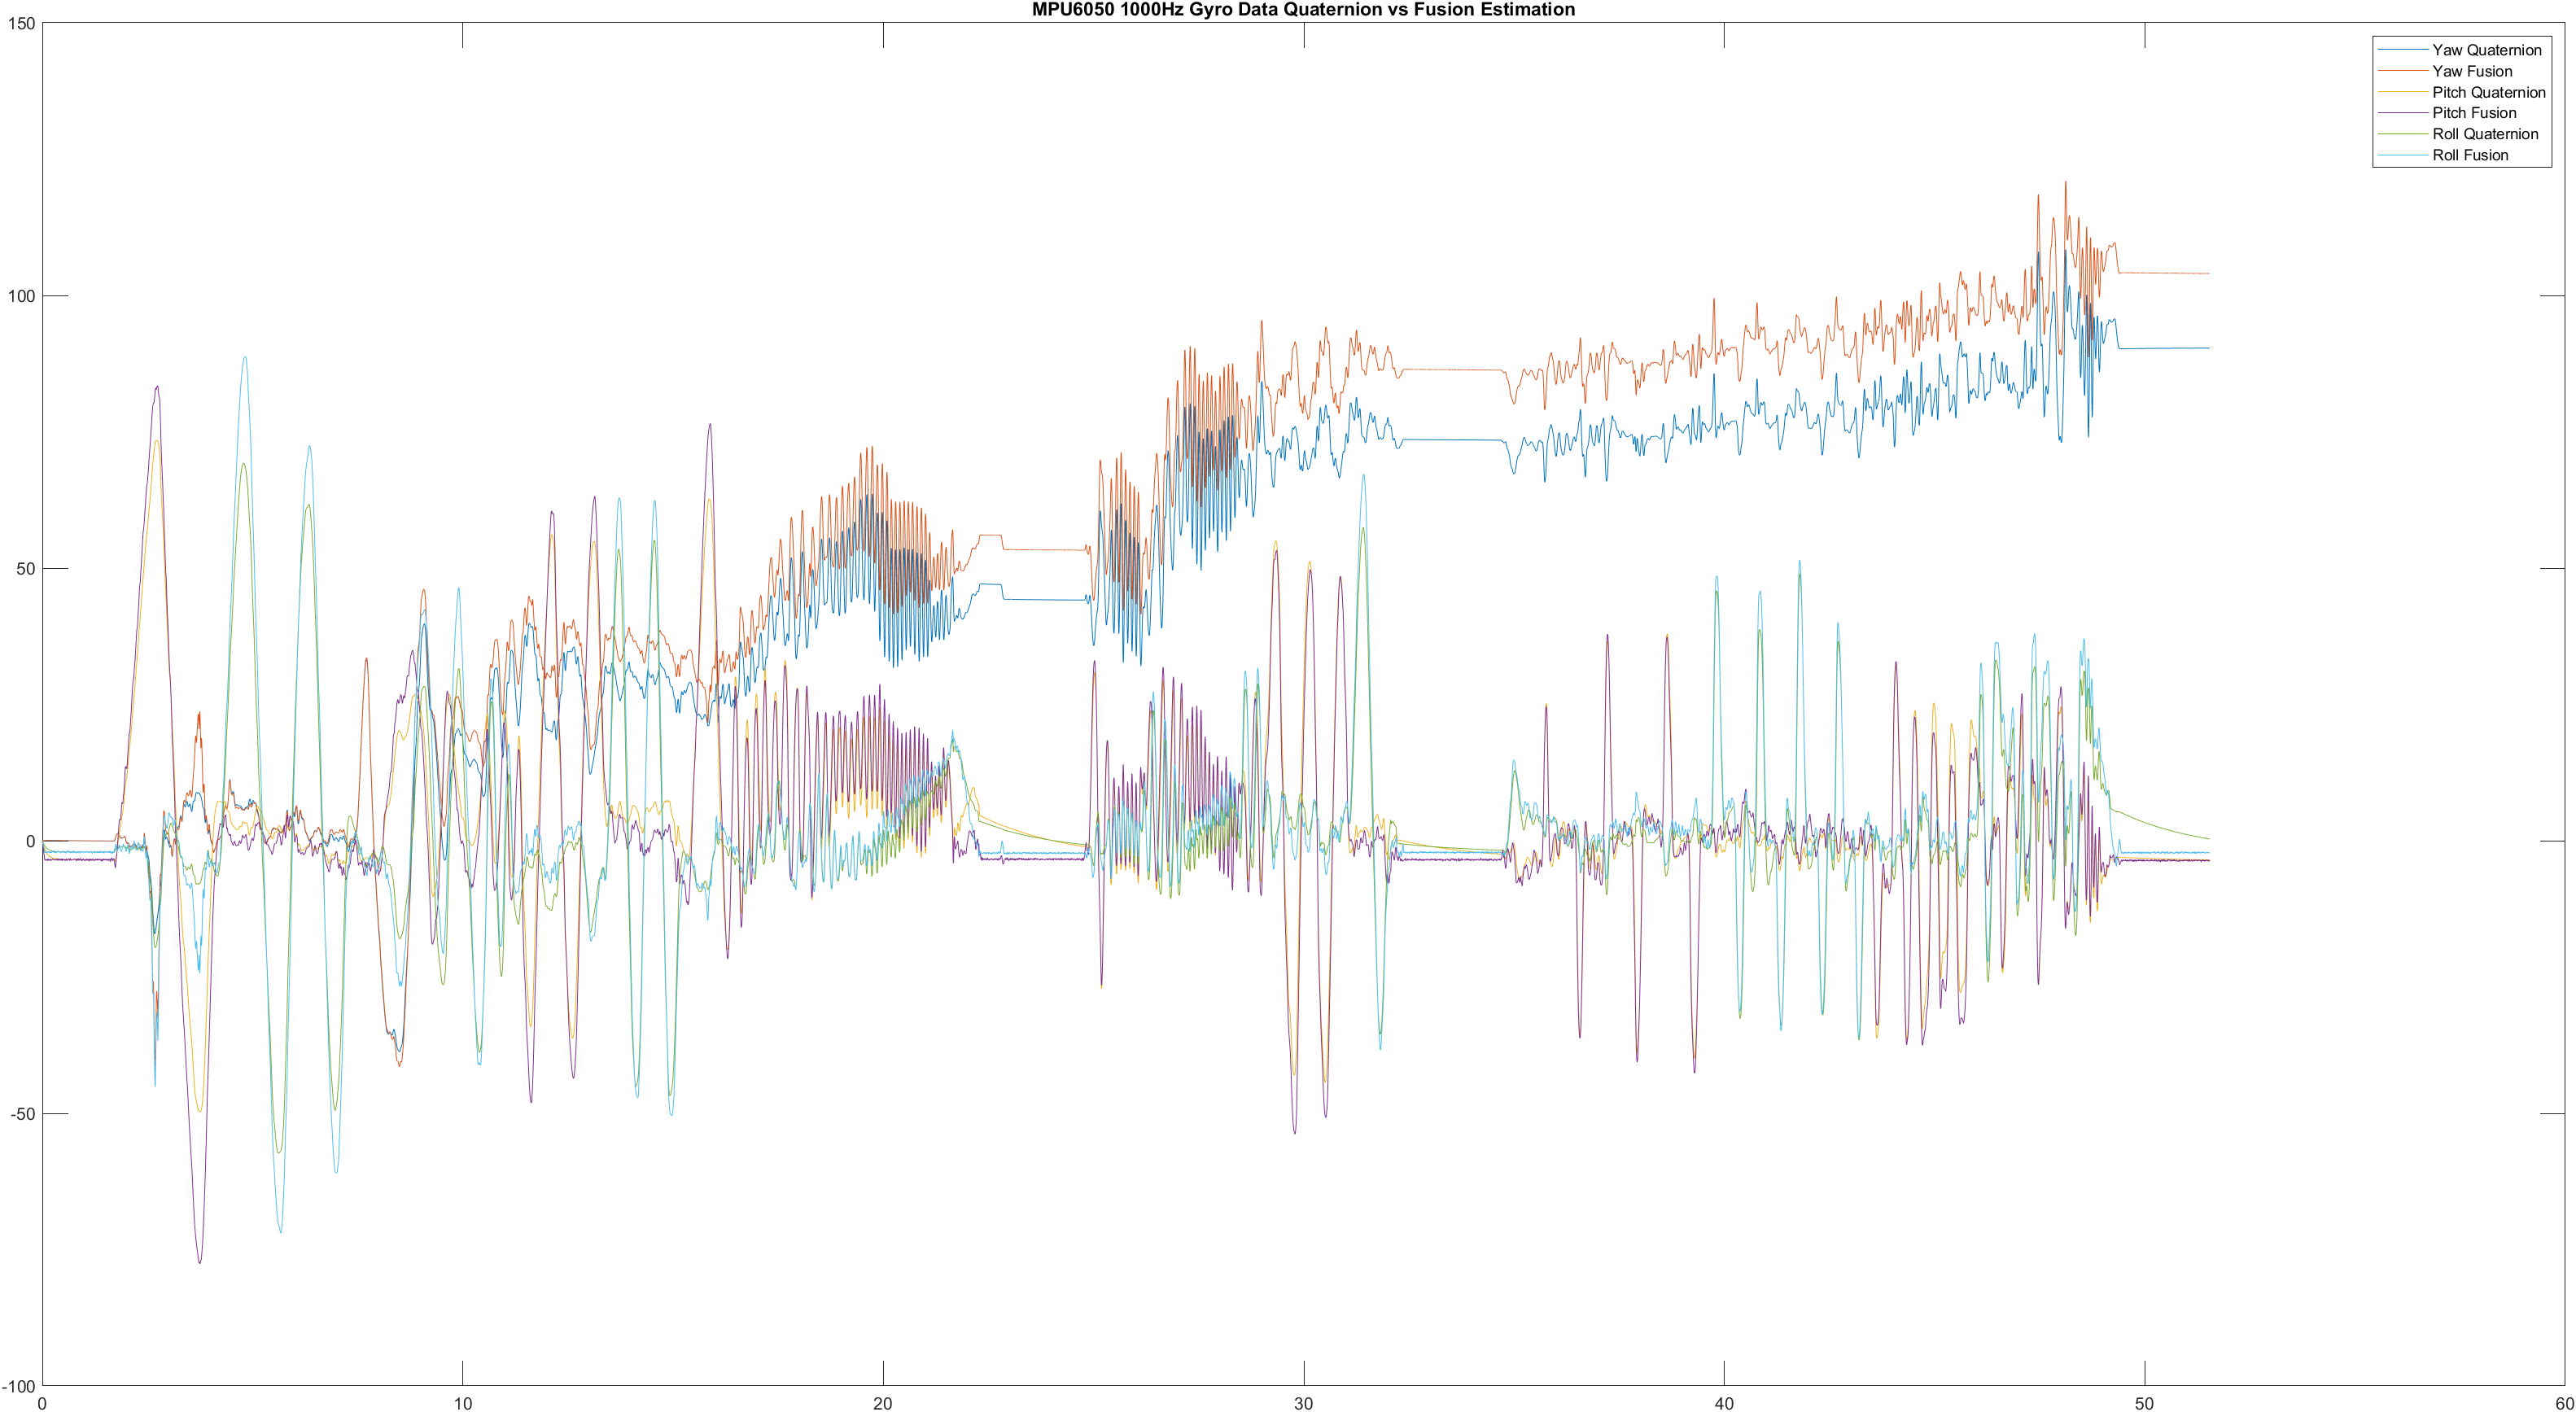 MPU6050 1000Hz Gyro Data Quaternion vs Fusion Estimation
150
100
50
0
-50
-100
0
10
20
30
40
50
60
Yaw Quaternion
Yaw Fusion
Pitch Quaternion
Pitch Fusion
Roll Quaternion
Roll Fusion